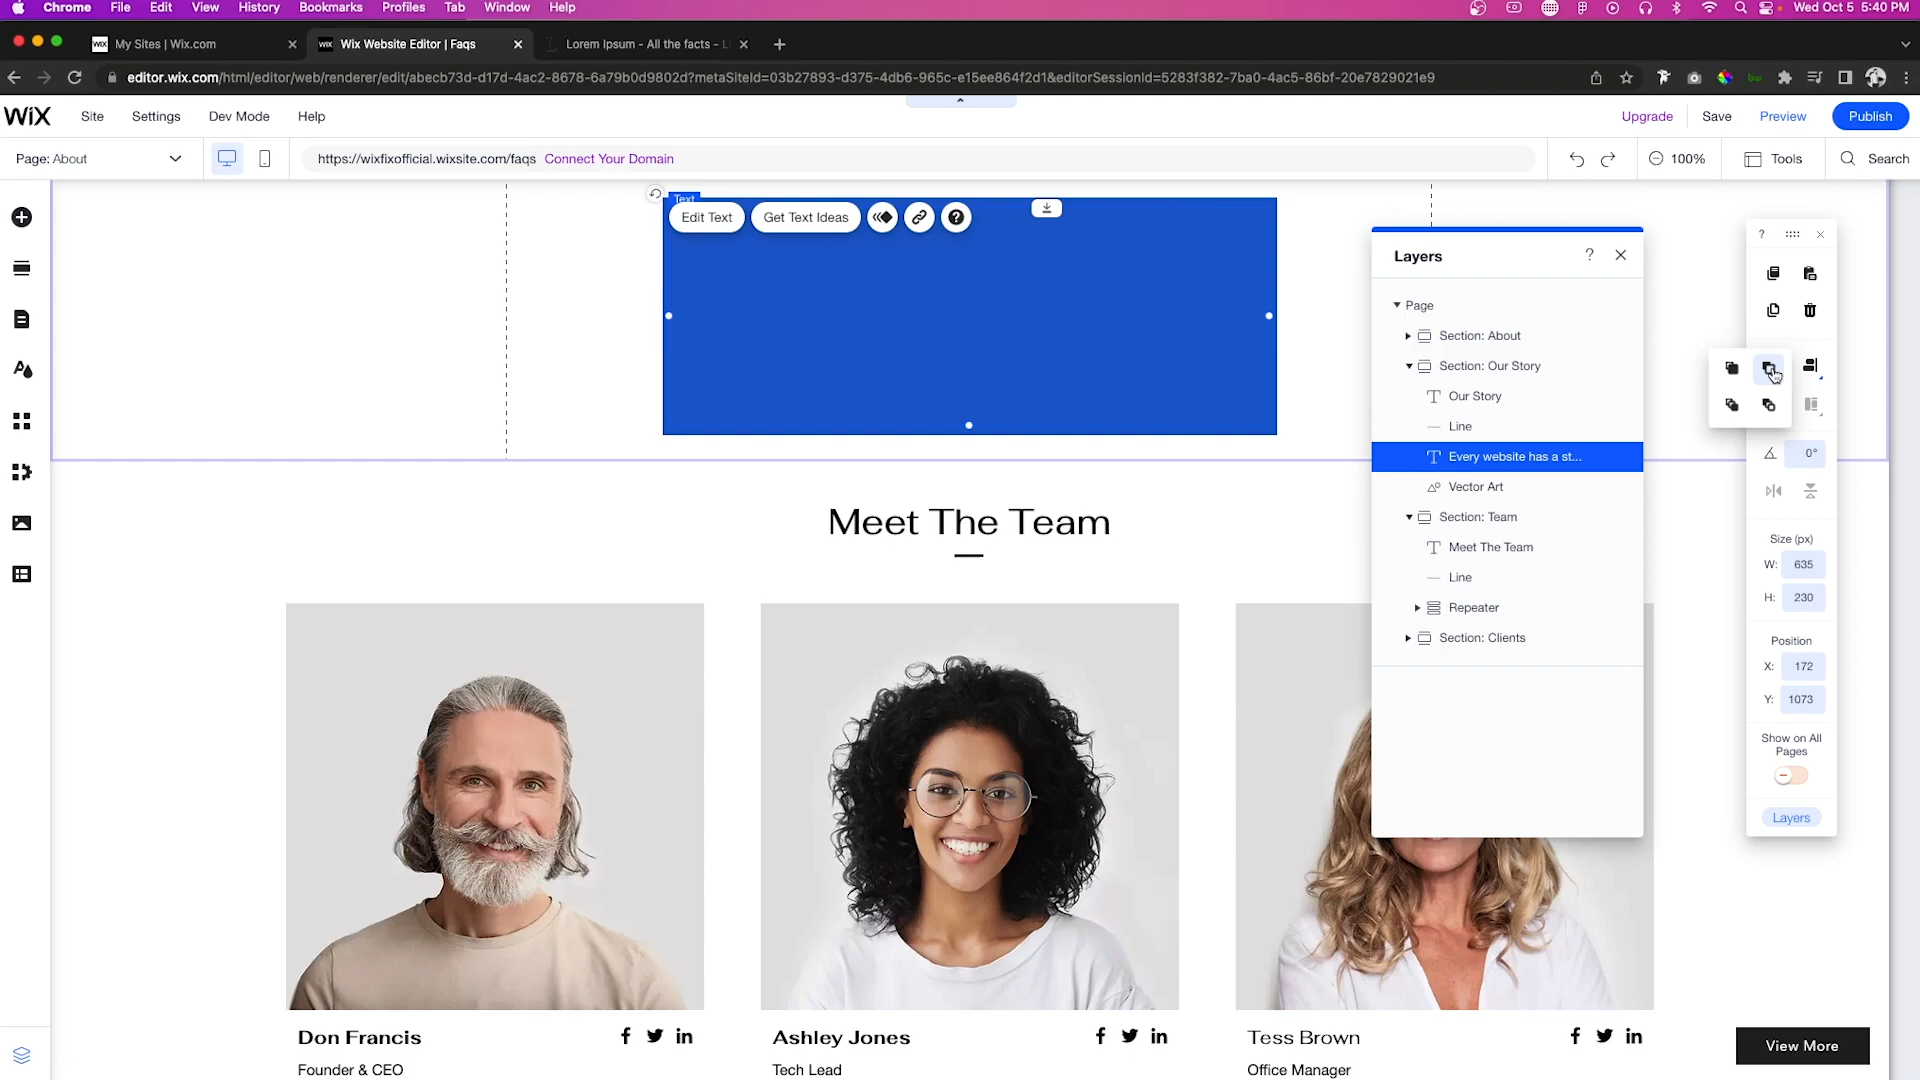 Chrome File Edit View History Bookmarks Profiles Tab Window Help Wed Oct 5 5:40 PM
WIX My Sites | Wix.com WIX Wix Website Editor | Faqs Lorem Ipsum - All the facts - L
editor.wix.com/html/editor/web/renderer/edit/abecb73d-d17d-4ac2-8678-6a79b0d9802d?metaSiteId=03b27893-d375-4db6-965c-e15ee864f2d1&editorSessionId=5283f382-7ba0-4ac5-86bf-20e7829021e9
WiX Site Settings Dev Mode Help Upgrade Save Preview Publish
Page: About https://wixfixofficial.wixsite.com/faqs Connect Your Domain 100% Tools Search
Text
Edit Text Get Text Ideas ?
Layers ?
Page
Section: About
Section: Our Story
Our Story
Line
Every website has a st...
Vector Art
Section: Team
Meet The Team
Line
Repeater
Section: Clients
?
0°
Size (px)
W: 635
H: 230
Position
X: 172
Y: 1073
Show on All
Pages
Layers
Meet The Team
Don Francis
Founder & CEO
Ashley Jones
Tech Lead
Tess Brown
Office Manager
View More